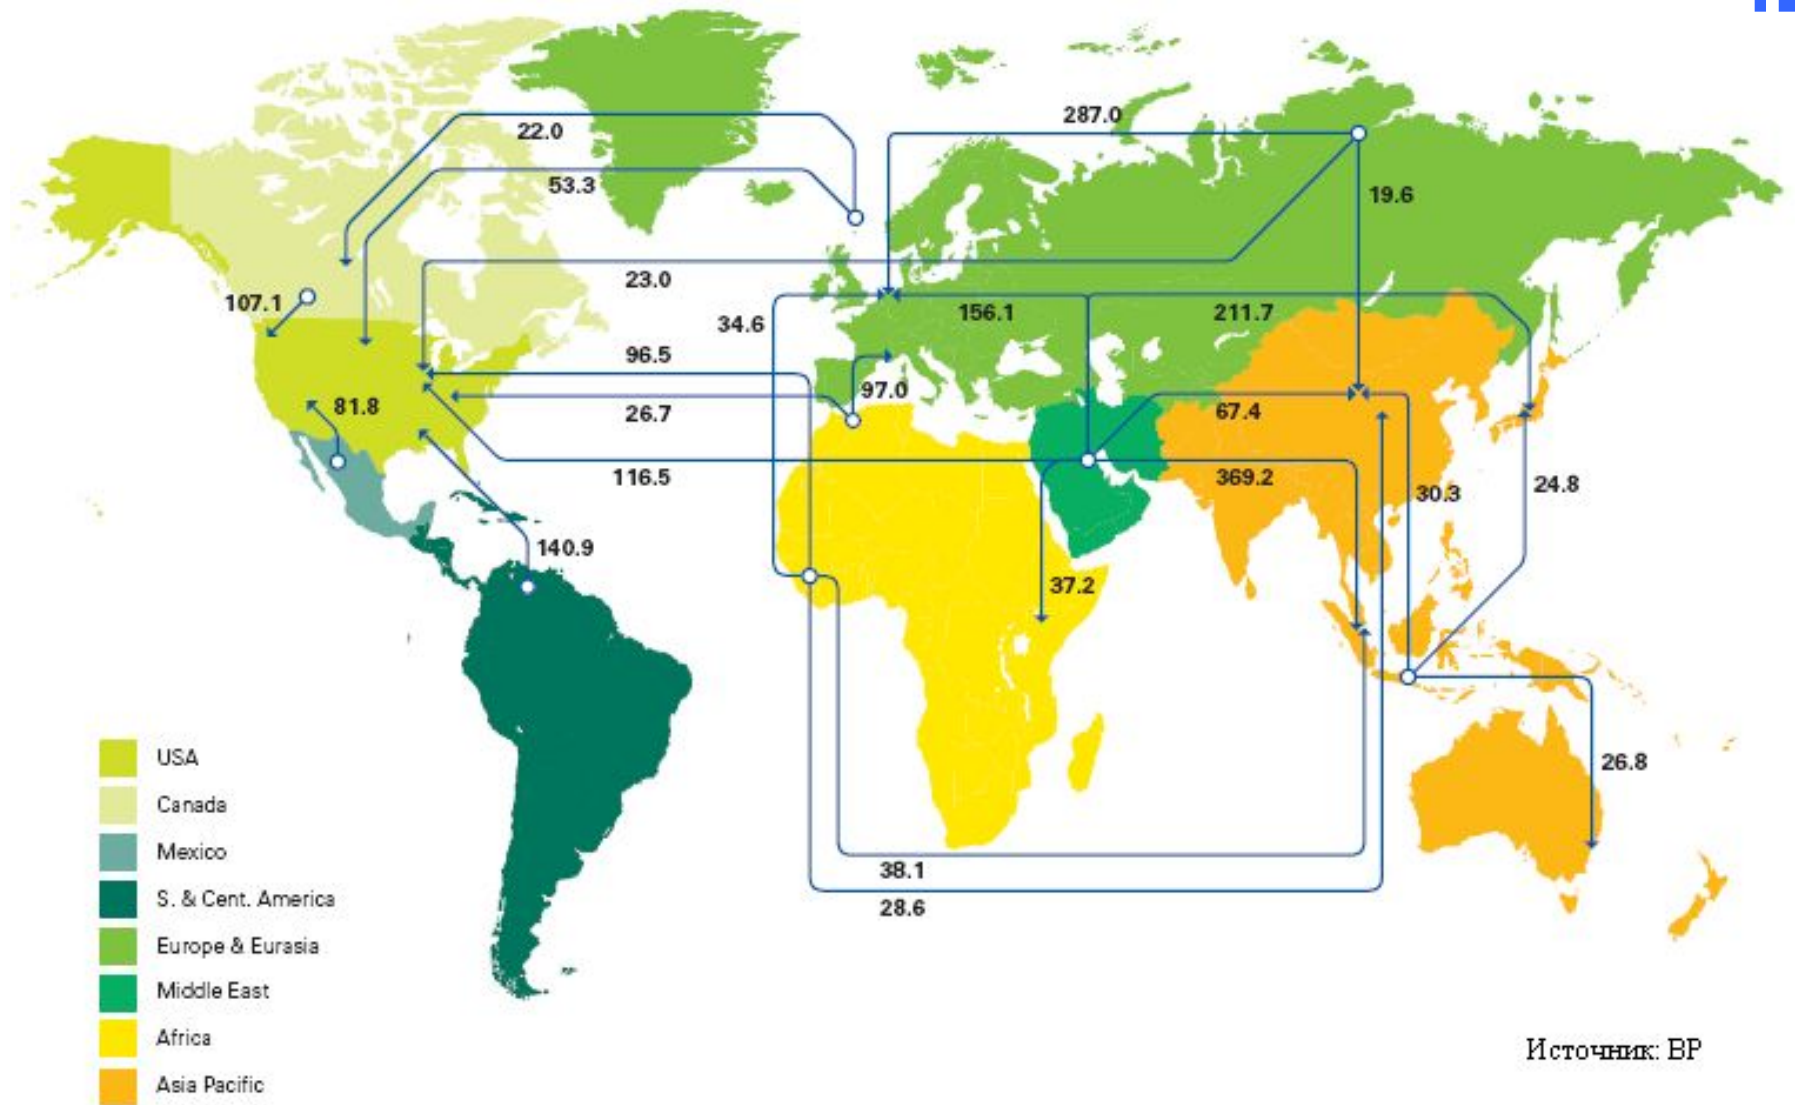 22.0
287.0
53.3
19.6
23.0
107.1
34.6
156.1
211.7
96.5
97.0
81.8
26.7
67.4
116.5
369.2
30.3
24.8
140.9
37.2
26.8
38.1
28.6
USA
Canada
Mexico
S. & Cent. America
Europe & Eurasia
Middle East
Africa
Asia Pacific
Источник: BP